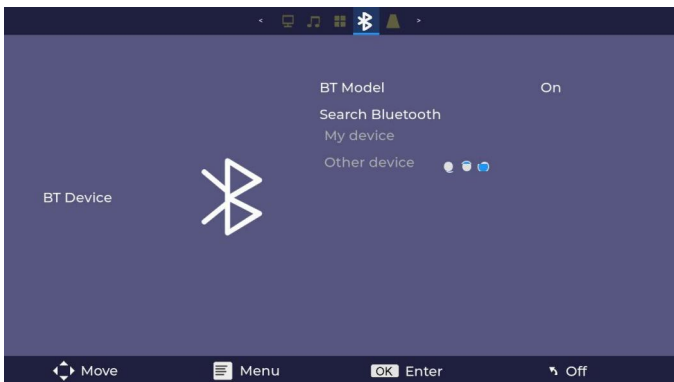 BT Model On
Search Bluetooth
My device
Other device
BT Device
Move Menu OK Enter Off